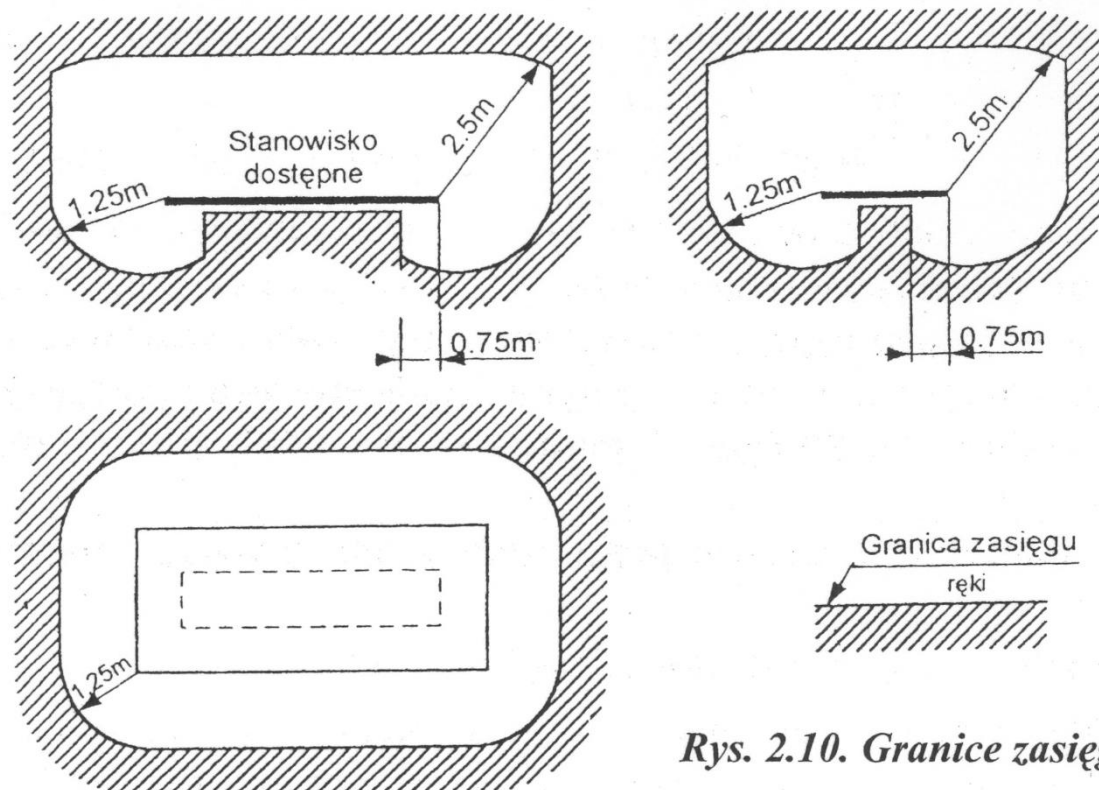 2.5m
Stanowisko
dostępne
1.25m
0.75m
2.5m
1.25m
0.75m
1,25m
Granica zasięgu
ręki
Rys. 2.10. Granice zasięg